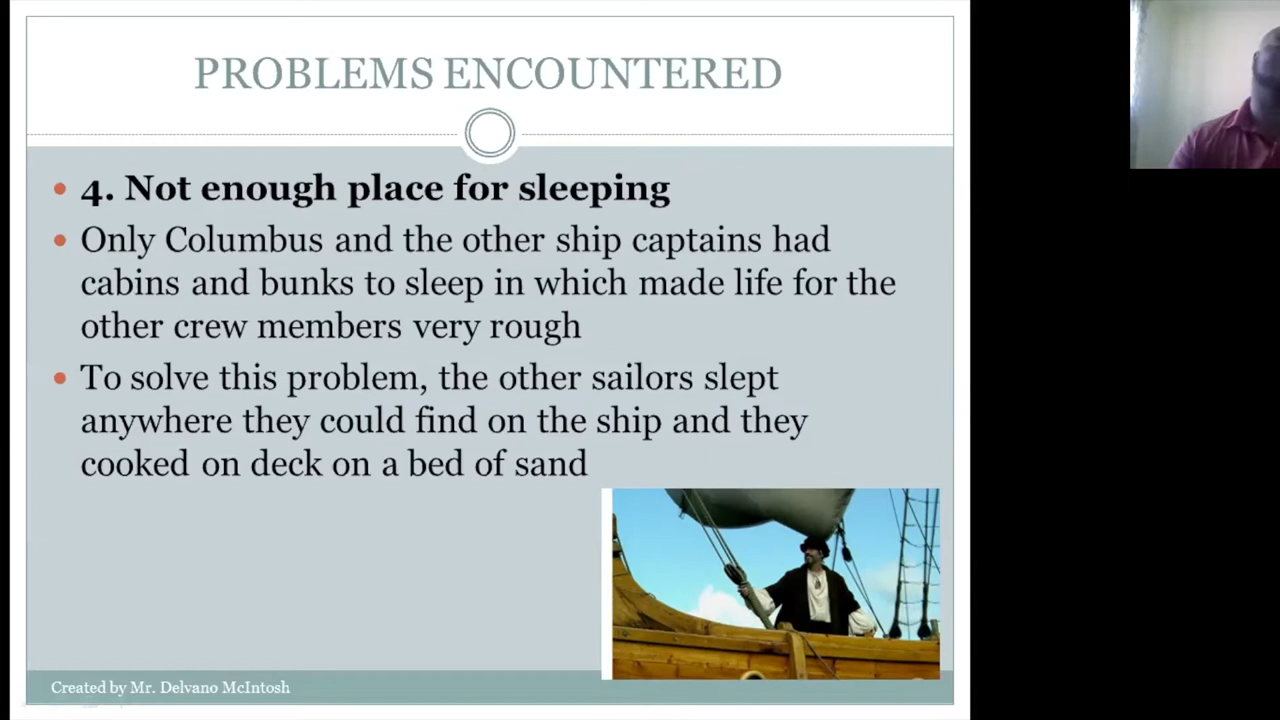 PROBLEMS ENCOUNTERED
• 4. Not enough place for sleeping
• Only Columbus and the other ship captains had
cabins and bunks to sleep in which made life for the
other crew members very rough
• To solve this problem, the other sailors slept
anywhere they could find on the ship and they
cooked on deck on a bed of sand
Created by Mr. Delvano McIntosh